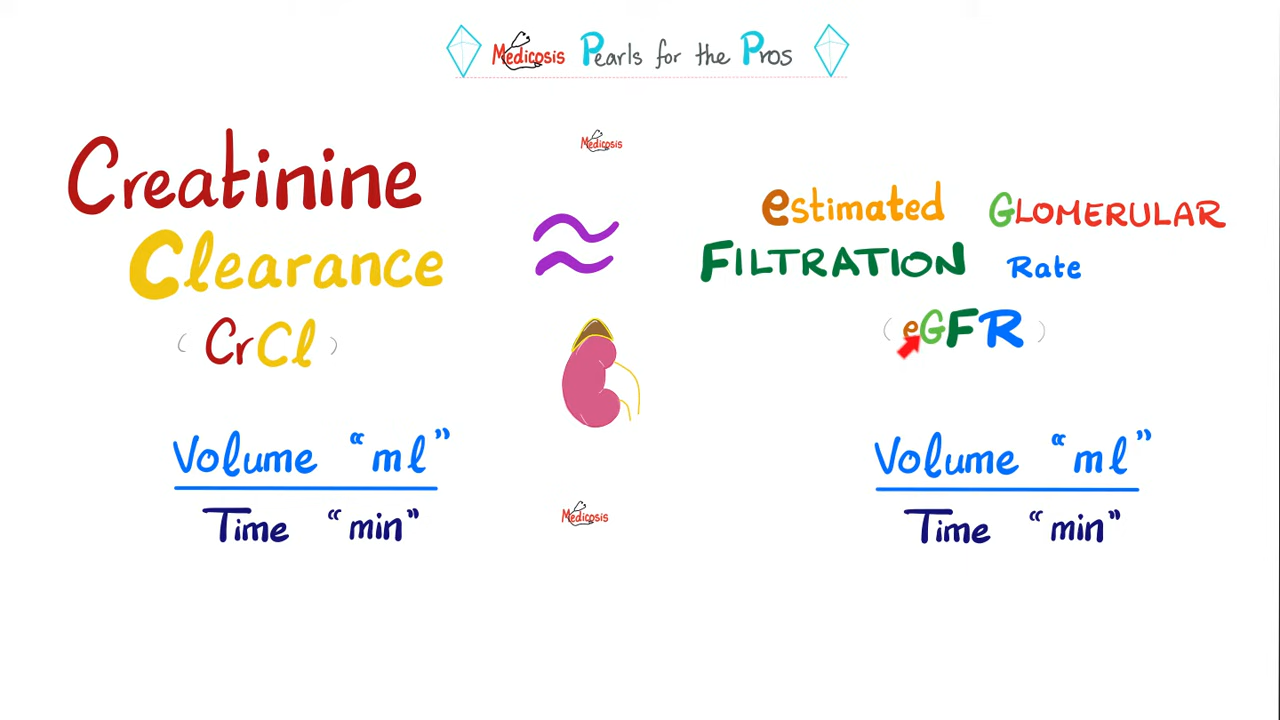 Medicosis Pearls for the Pros
Medicosis
Creatinine
Clearance
(CrCl)
≈
estimated GLOMERULAR
FILTRATION Rate
(eGFR)
Volume "ml"
Time "min"
Volume "ml"
Time "min"
Medicosis